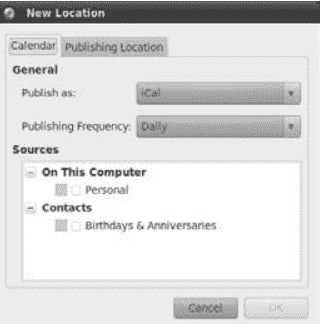 New Location
Calendar Publishing Location
General
Publish as: iCal
Publishing Frequency: Daily
Sources
On This Computer
Personal
Contacts
Birthdays & Anniversaries
Cancel OK